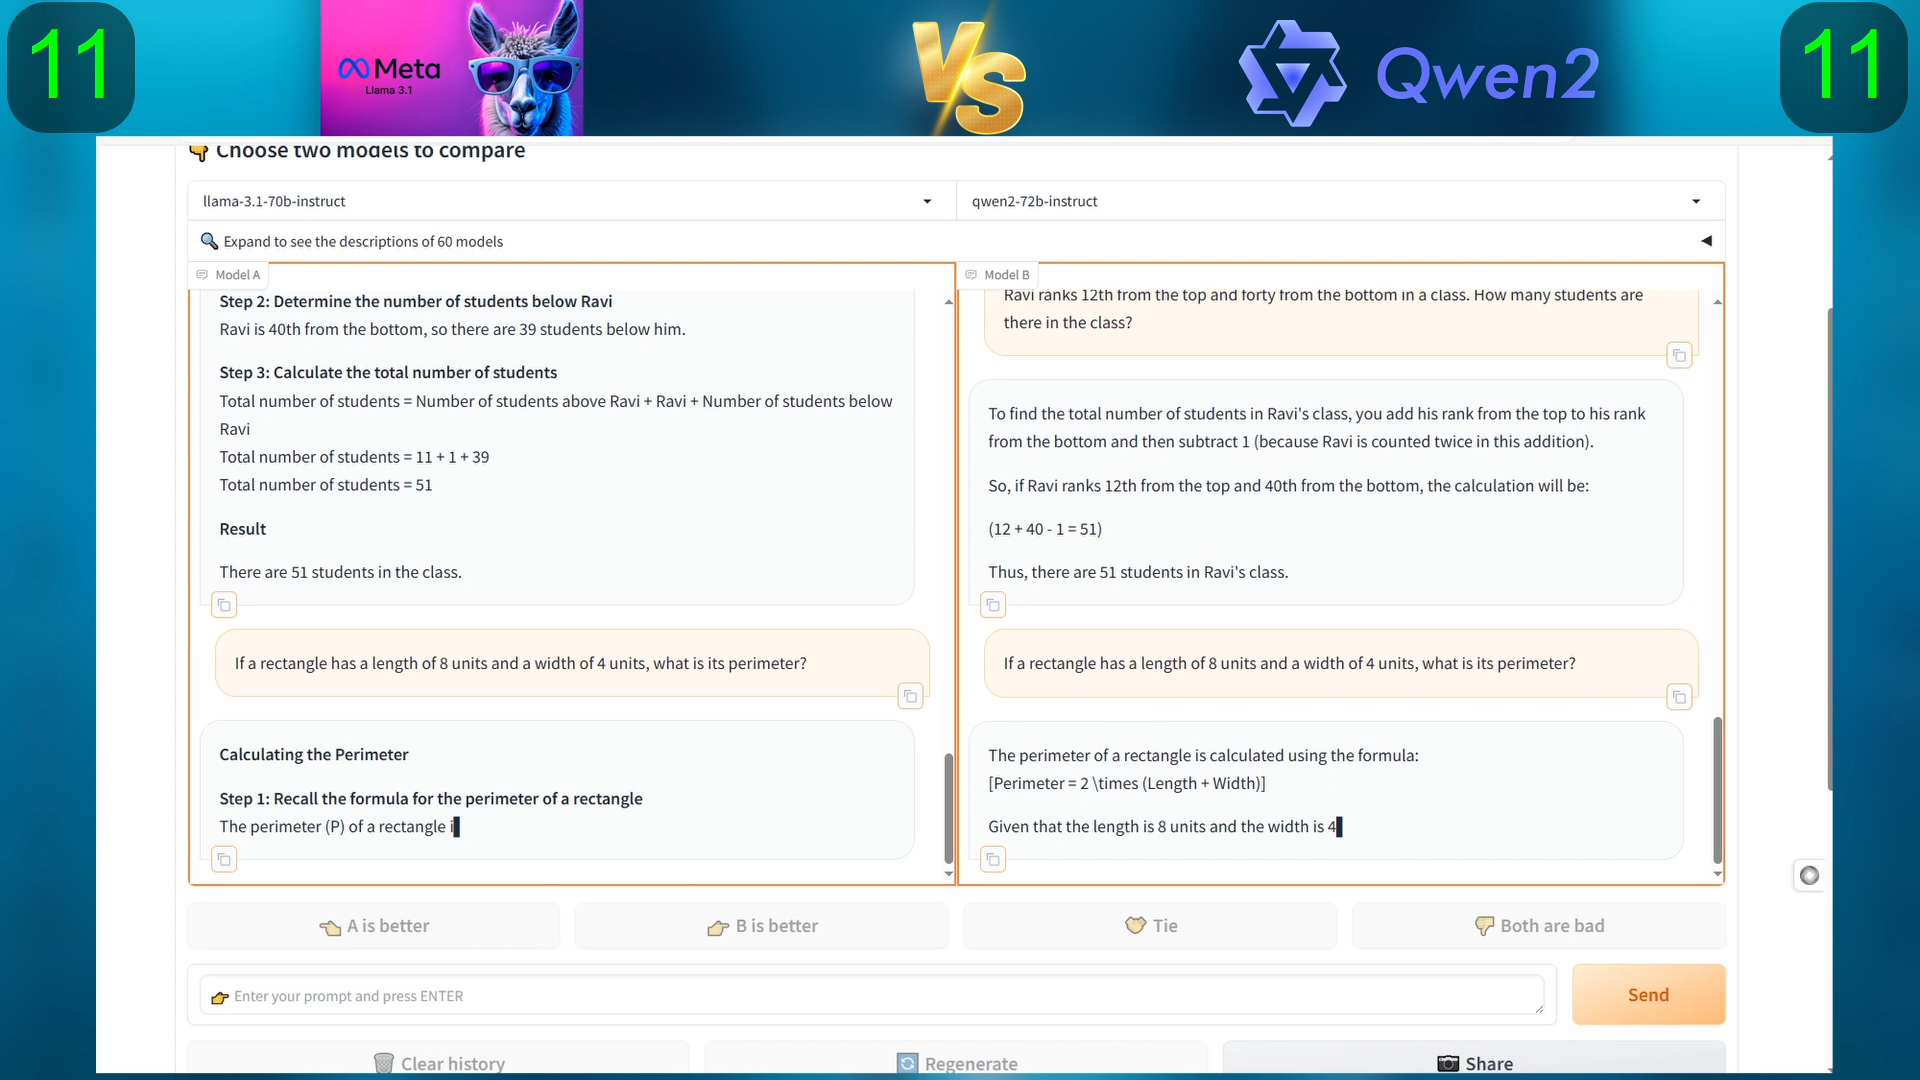 11
Meta
Llama 3.1
VS
Qwen2
11
Choose two models to compare
llama-3.1-70b-instruct
qwen2-72b-instruct
Expand to see the descriptions of 60 models
Model A
Step 2: Determine the number of students below Ravi
Ravi is 40th from the bottom, so there are 39 students below him.
Step 3: Calculate the total number of students
Total number of students = Number of students above Ravi + Ravi + Number of students below
Ravi
Total number of students = 11 + 1 + 39
Total number of students = 51
Result
There are 51 students in the class.
If a rectangle has a length of 8 units and a width of 4 units, what is its perimeter?
Calculating the Perimeter
Step 1: Recall the formula for the perimeter of a rectangle
The perimeter (P) of a rectangle i
Model B
Ravi ranks 12th from the top and forty from the bottom in a class. How many students are
there in the class?
To find the total number of students in Ravi's class, you add his rank from the top to his rank
from the bottom and then subtract 1 (because Ravi is counted twice in this addition).
So, if Ravi ranks 12th from the top and 40th from the bottom, the calculation will be:
(12 + 40 - 1 = 51)
Thus, there are 51 students in Ravi's class.
If a rectangle has a length of 8 units and a width of 4 units, what is its perimeter?
The perimeter of a rectangle is calculated using the formula:
[Perimeter = 2 \times (Length + Width)]
Given that the length is 8 units and the width is 4
A is better
B is better
Tie
Both are bad
Enter your prompt and press ENTER
Send
Clear history
Regenerate
Share